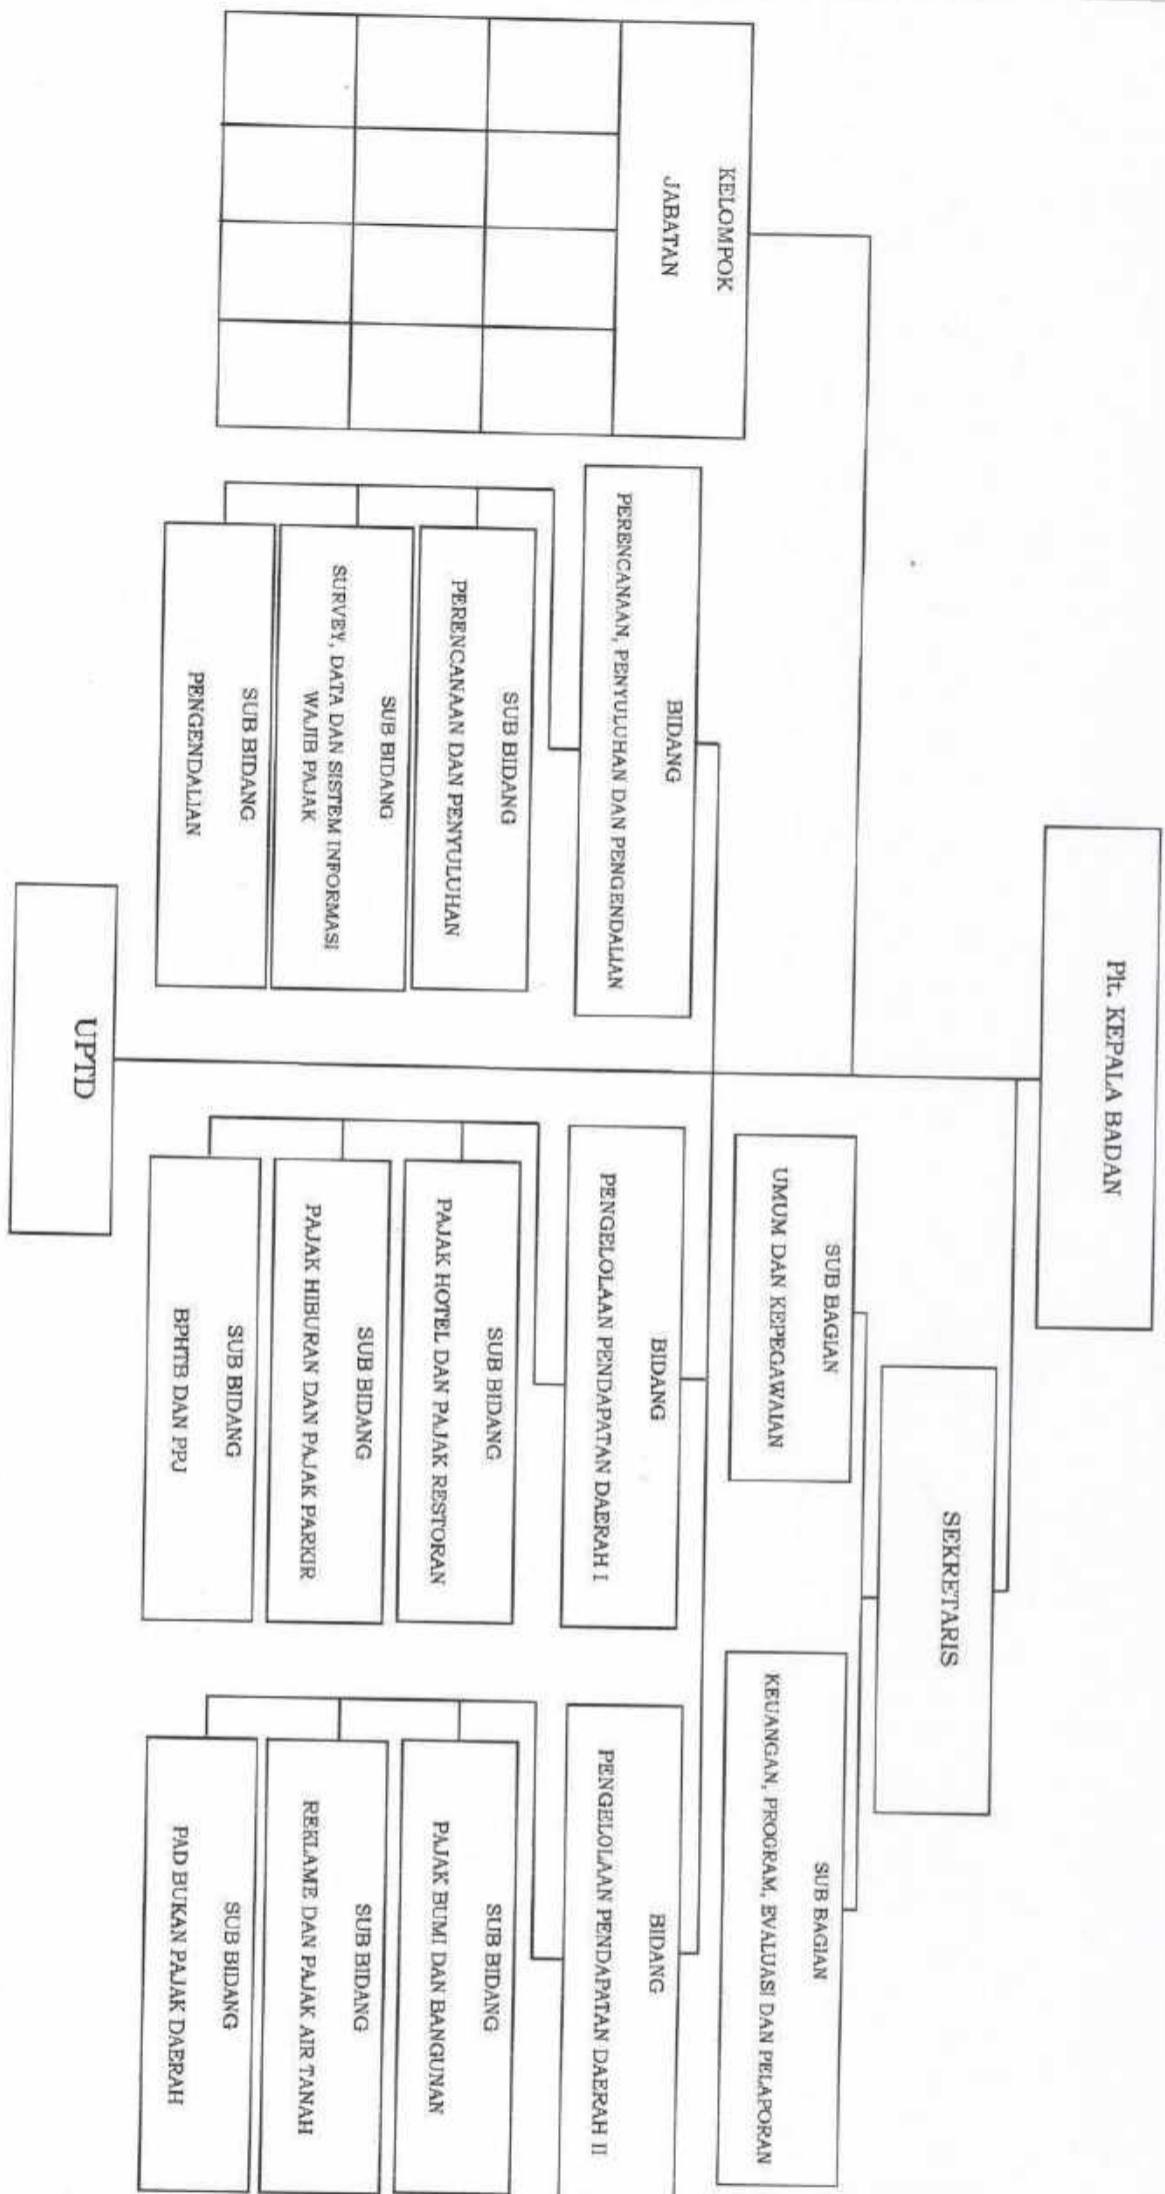 Plt. KEPALA BADAN
SEKRETARIS
SUB BAGIAN
UMUM DAN KEPEGAWAIAN
SUB BAGIAN
KEUANGAN, PROGRAM, EVALUASI DAN PELAPORAN
KELOMPOK
JABATAN
BIDANG
PERENCANAAN, PENYULUHAN DAN PENGENDALIAN
SUB BIDANG
PERENCANAAN DAN PENYULUHAN
SUB BIDANG
SURVEY, DATA DAN SISTEM INFORMASI
WAJIB PAJAK
SUB BIDANG
PENGENDALIAN
BIDANG
PENGELOLAAN PENDAPATAN DAERAH I
SUB BIDANG
PAJAK HOTEL DAN PAJAK RESTORAN
SUB BIDANG
PAJAK HIBURAN DAN PAJAK PARKIR
SUB BIDANG
BPHTB DAN PPJ
BIDANG
PENGELOLAAN PENDAPATAN DAERAH II
SUB BIDANG
PAJAK BUMI DAN BANGUNAN
SUB BIDANG
REKLAME DAN PAJAK AIR TANAH
SUB BIDANG
PAD BUKAN PAJAK DAERAH
UPTD